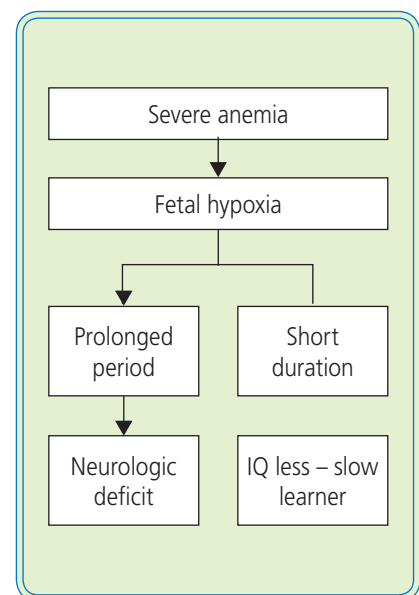 Severe anemia
Fetal hypoxia
Prolonged
period
Short
duration
Neurologic
deficit
IQ less – slow
learner